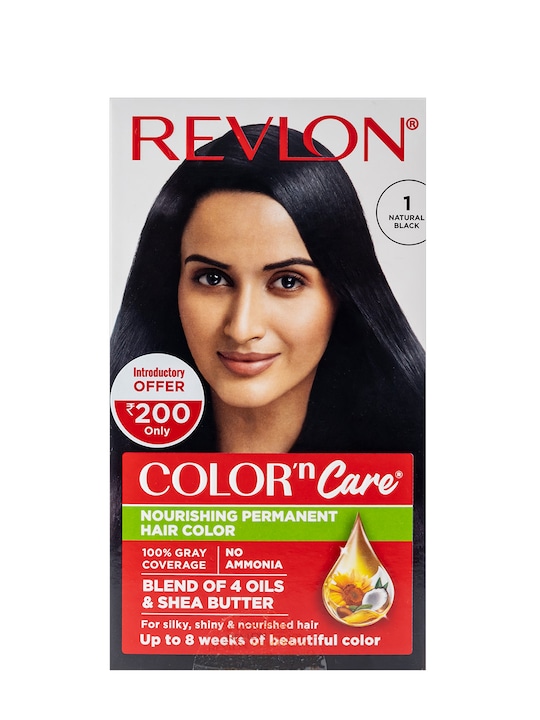 REVLON®
1
NATURAL
BLACK
Introductory
OFFER
₹200
Only
COLOR 'n Care®
NOURISHING PERMANENT
HAIR COLOR
100% GRAY
COVERAGE
NO
AMMONIA
BLEND OF 4 OILS
& SHEA BUTTER
For silky, shiny & nourished hair
Up to 8 weeks of beautiful color